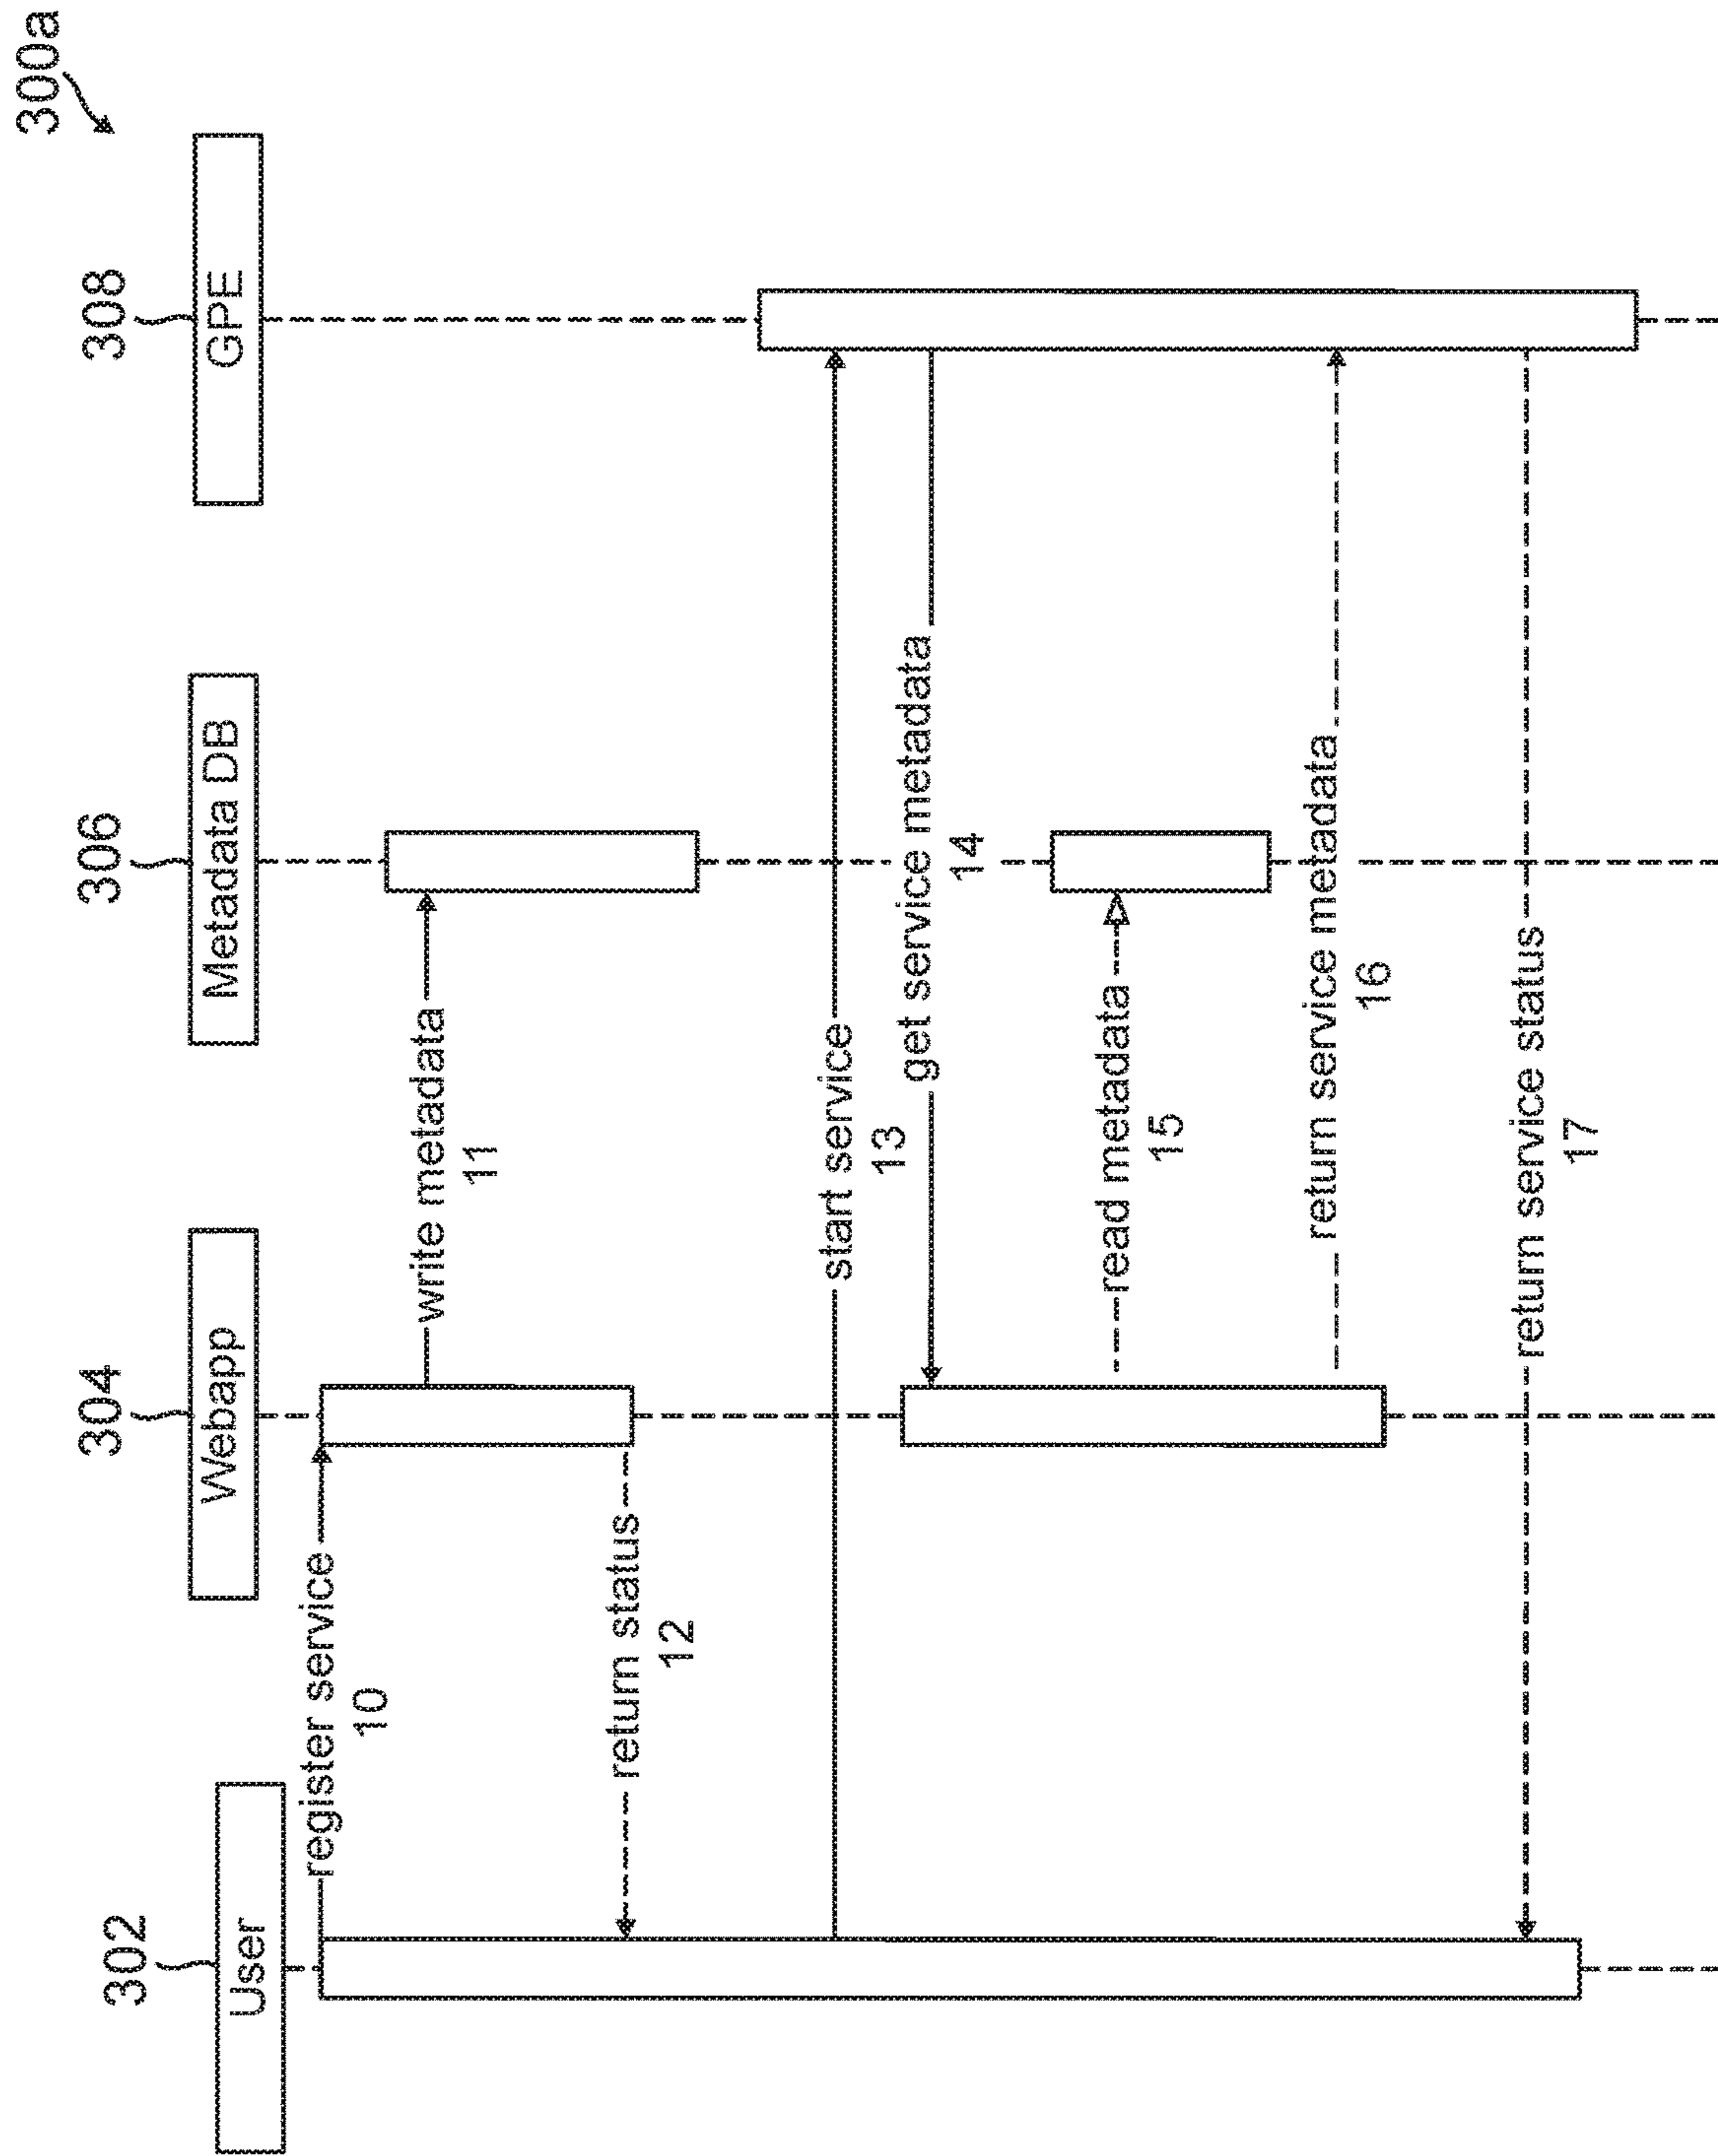 300a
302
304
306
308
User
Webapp
Metadata DB
GPE
register service
10
write metadata
11
return status
12
start service
13
get service metadata
14
read metadata
15
return service metadata
16
return service status
17